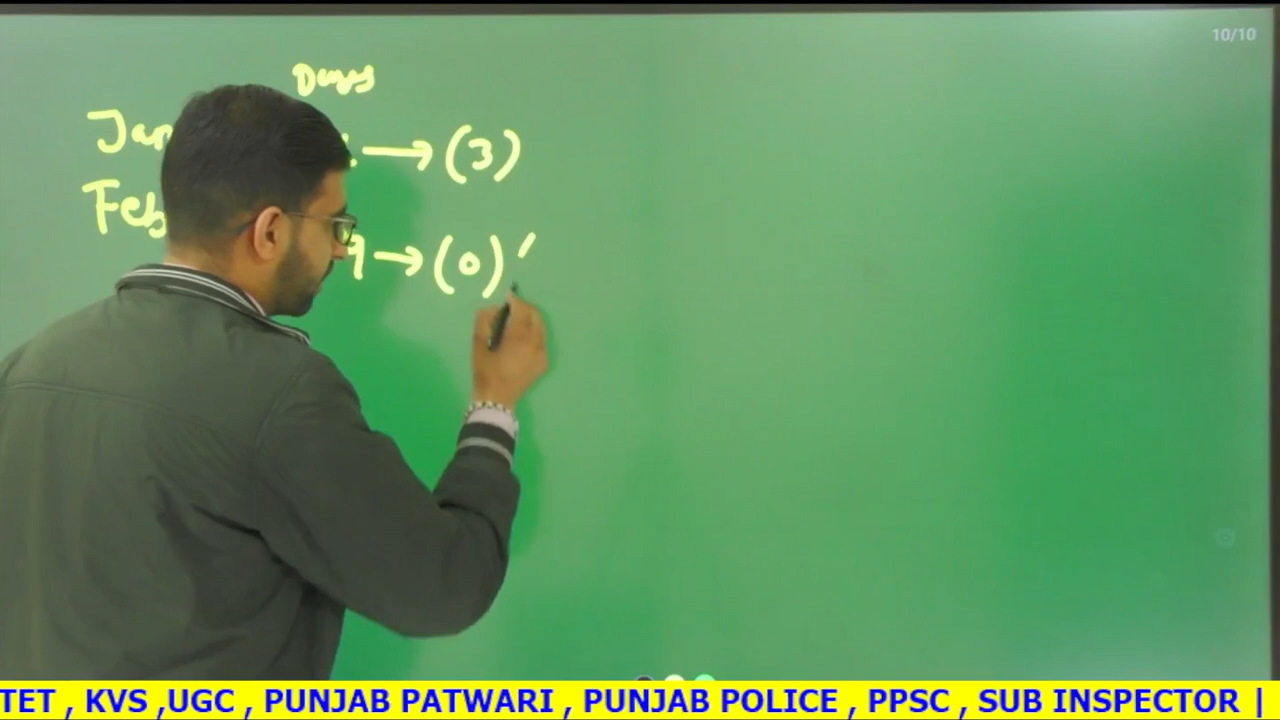 10/10
Days
Jan → (3)
Feb
9 → (0)
TET , KVS ,UGC , PUNJAB PATWARI , PUNJAB POLICE , PPSC , SUB INSPECTOR |